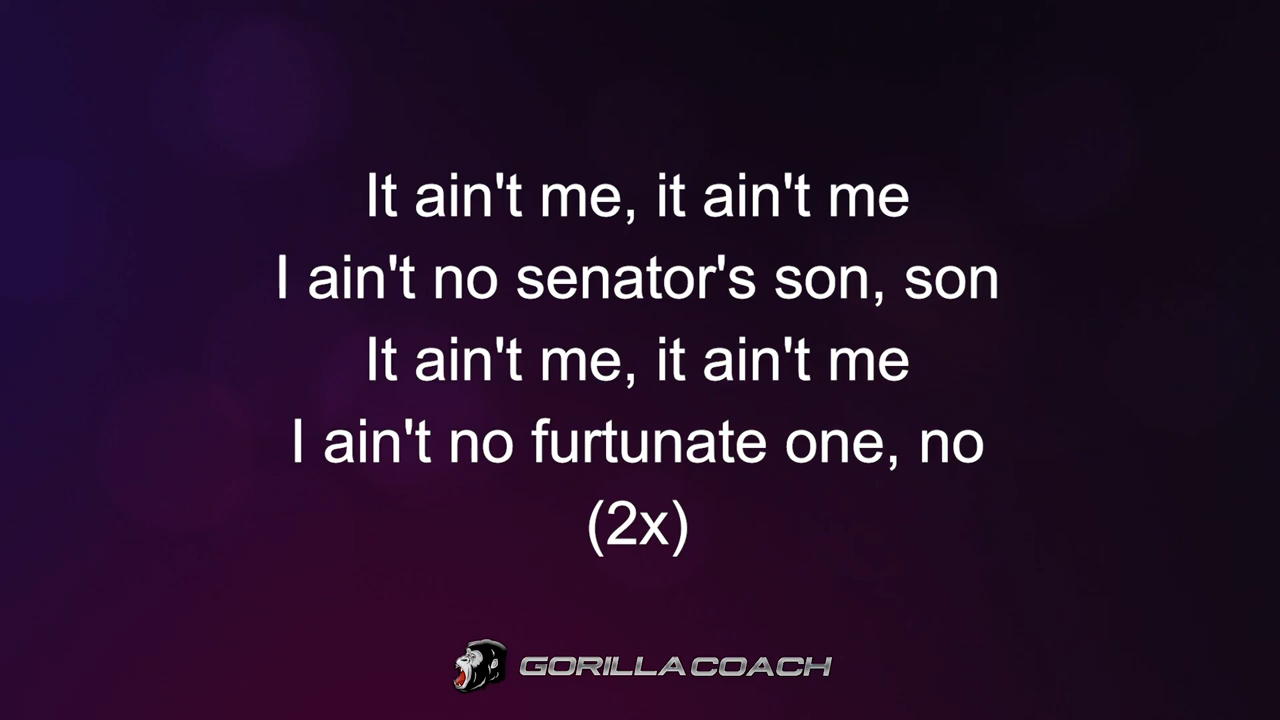 It ain't me, it ain't me
I ain't no senator's son, son
It ain't me, it ain't me
I ain't no furtunate one, no
(2x)
GORILLACOACH